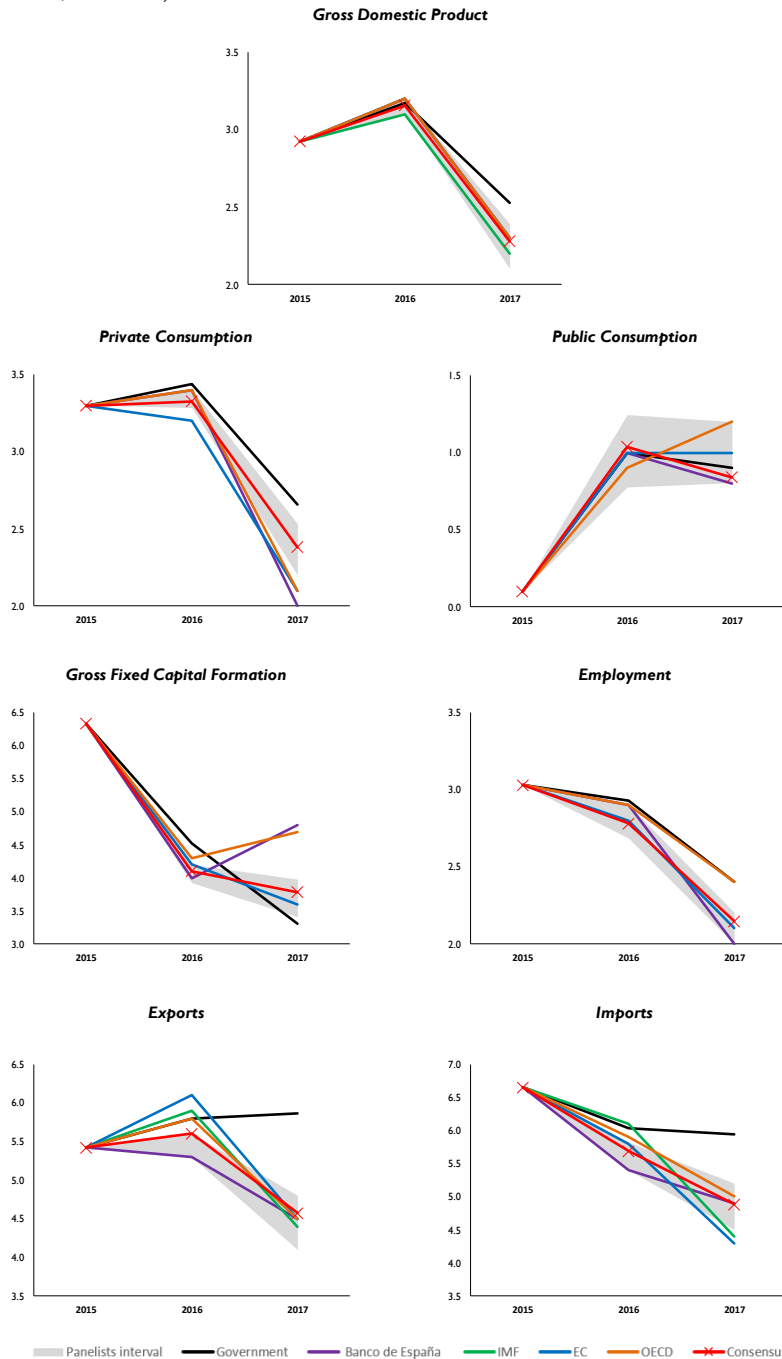 Gross Domestic Product
3.5
3.0
2.5
2.0
2015 2016 2017
Private Consumption
3.5
3.0
2.5
2.0
2015 2016 2017
Public Consumption
1.5
1.0
0.5
0.0
2015 2016 2017
Gross Fixed Capital Formation
6.5
6.0
5.5
5.0
4.5
4.0
3.5
3.0
2015 2016 2017
Employment
3.5
3.0
2.5
2.0
2015 2016 2017
Exports
6.5
6.0
5.5
5.0
4.5
4.0
3.5
2015 2016 2017
Imports
7.0
6.5
6.0
5.5
5.0
4.5
4.0
3.5
2015 2016 2017
Panelists interval Government Banco de España IMF EC OECD Consensu